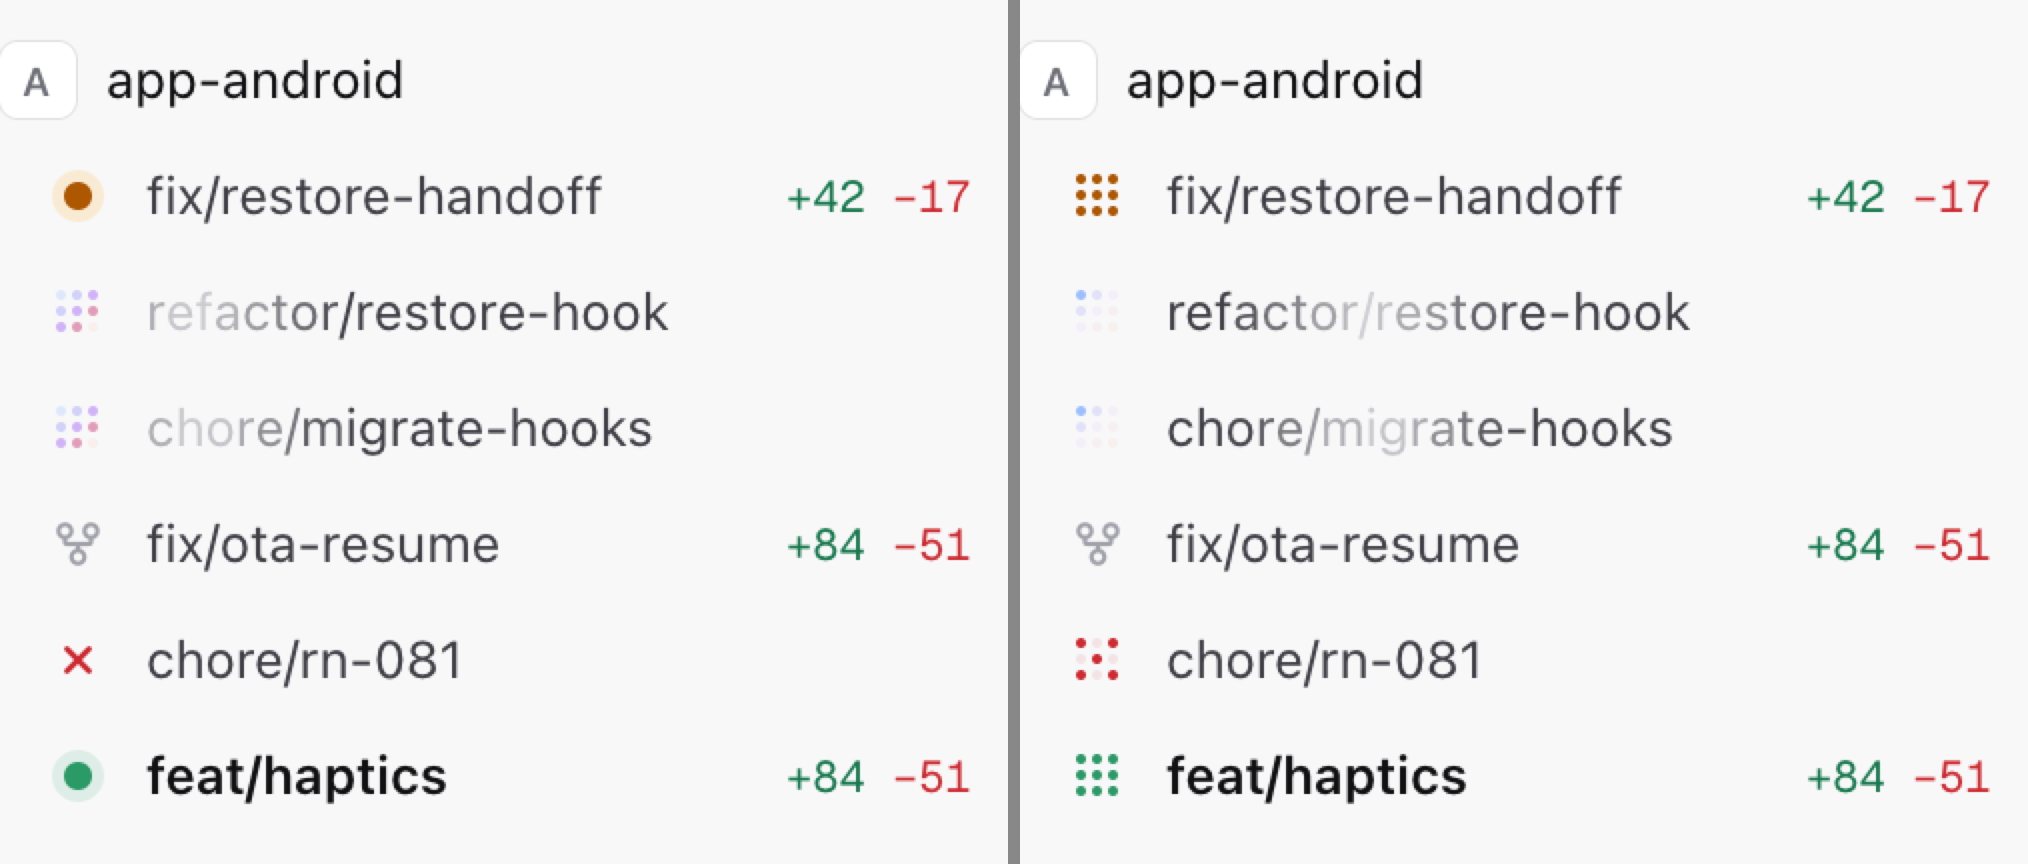 A app-android
fix/restore-handoff +42 −17
refactor/restore-hook
chore/migrate-hooks
fix/ota-resume +84 −51
chore/rn-081
feat/haptics +84 −51
A app-android
fix/restore-handoff +42 −17
refactor/restore-hook
chore/migrate-hooks
fix/ota-resume +84 −51
chore/rn-081
feat/haptics +84 −51